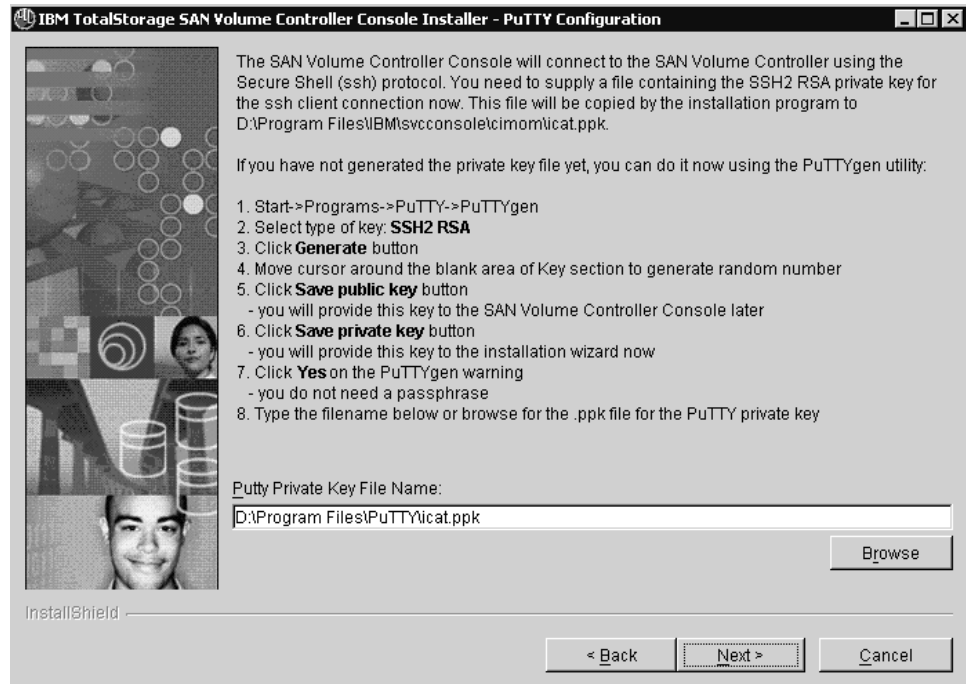 IBM TotalStorage SAN Volume Controller Console Installer - PuTTY Configuration
The SAN Volume Controller Console will connect to the SAN Volume Controller using the
Secure Shell (ssh) protocol. You need to supply a file containing the SSH2 RSA private key for
the ssh client connection now. This file will be copied by the installation program to
D:\Program Files\IBM\svcconsole\cimom\icat.ppk.
If you have not generated the private key file yet, you can do it now using the PuTTYgen utility:
1. Start->Programs->PuTTY->PuTTYgen
2. Select type of key: SSH2 RSA
3. Click Generate button
4. Move cursor around the blank area of Key section to generate random number
5. Click Save public key button
- you will provide this key to the SAN Volume Controller Console later
6. Click Save private key button
- you will provide this key to the installation wizard now
7. Click Yes on the PuTTYgen warning
- you do not need a passphrase
8. Type the filename below or browse for the .ppk file for the PuTTY private key
Putty Private Key File Name:
D:\Program Files\PuTTY\icat.ppk
Browse
InstallShield
< Back Next > Cancel